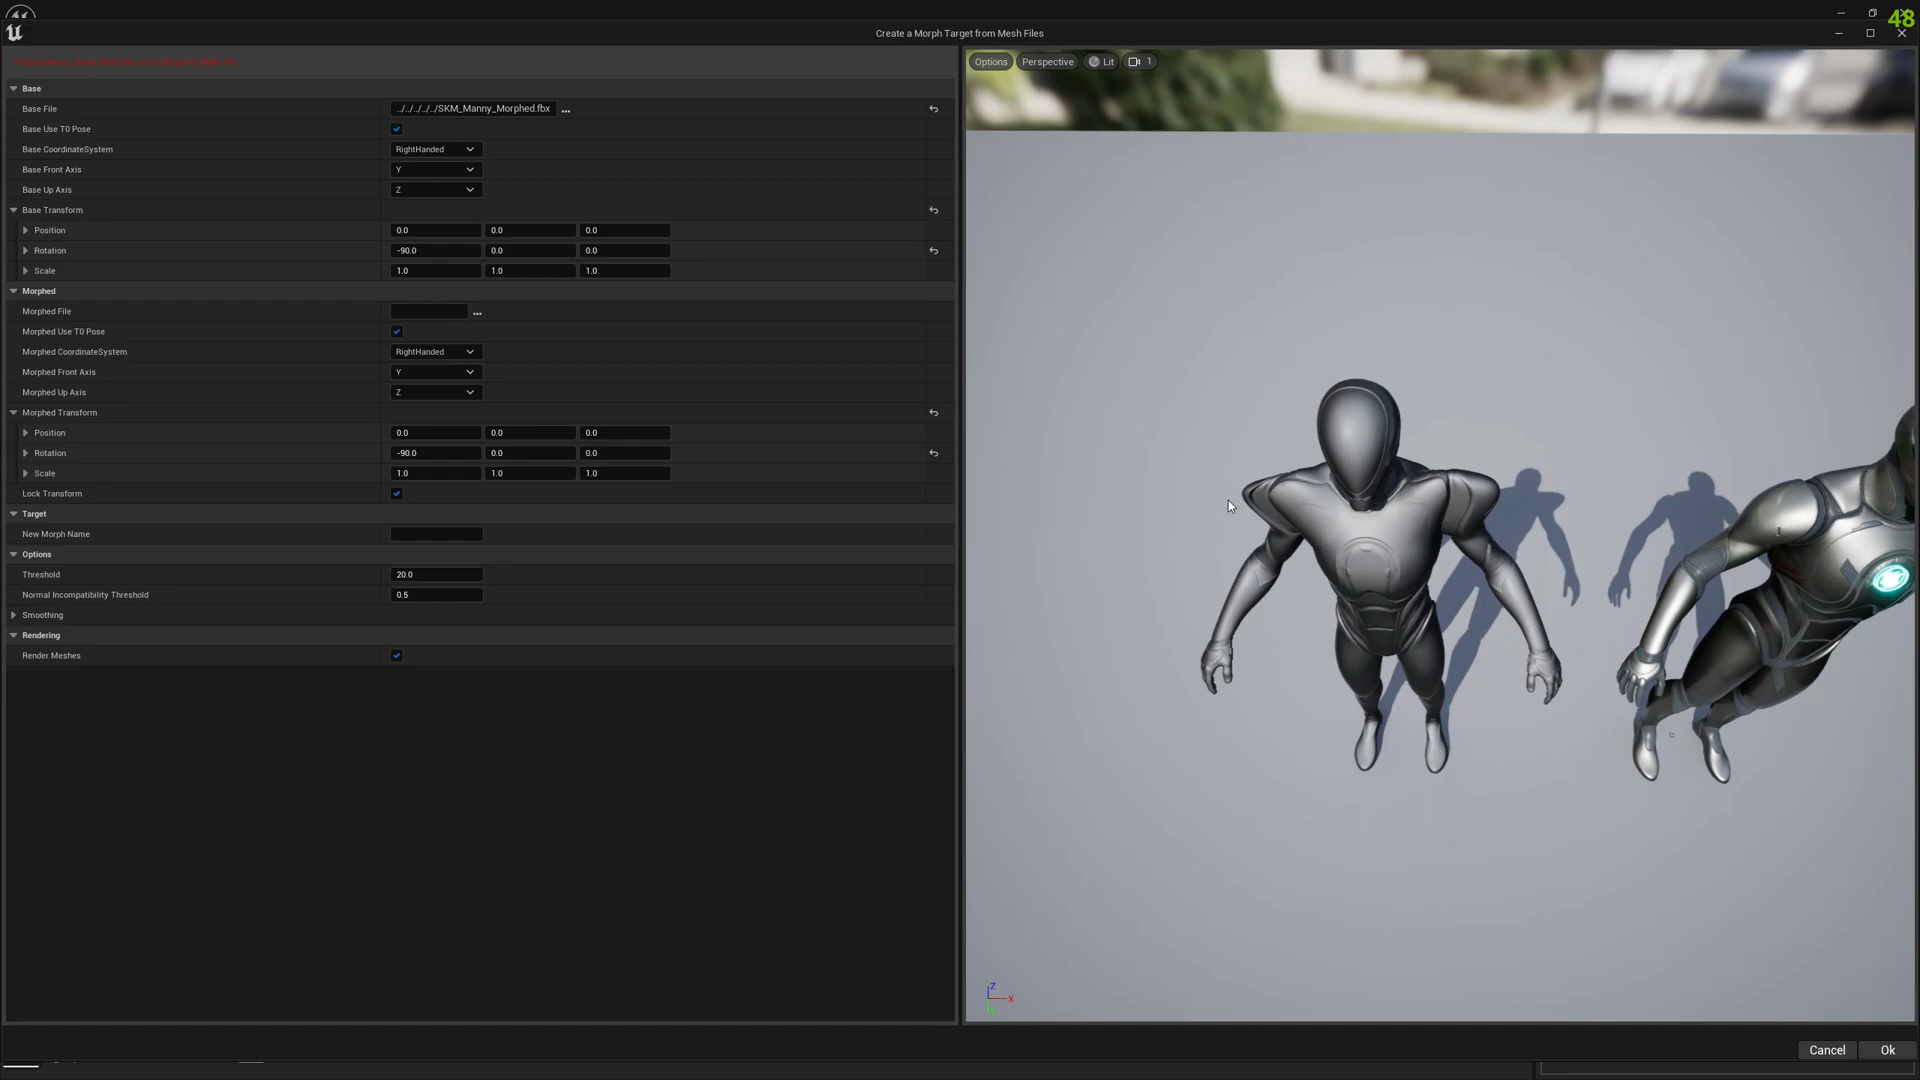 48
Create a Morph Target from Mesh Files
Base
Base File ../../../../../SKM_Manny_Morphed.fbx ...
Base Use T0 Pose
Base CoordinateSystem RightHanded
Base Front Axis Y
Base Up Axis Z
Base Transform
Position 0.0 0.0 0.0
Rotation -90.0 0.0 0.0
Scale 1.0 1.0 1.0
Morphed
Morphed File ...
Morphed Use T0 Pose
Morphed CoordinateSystem RightHanded
Morphed Front Axis Y
Morphed Up Axis Z
Morphed Transform
Position 0.0 0.0 0.0
Rotation -90.0 0.0 0.0
Scale 1.0 1.0 1.0
Lock Transform
Target
New Morph Name
Options
Threshold 20.0
Normal Incompatibility Threshold 0.5
Smoothing
Rendering
Render Meshes
Options Perspective Lit 1
Z
X
Cancel Ok